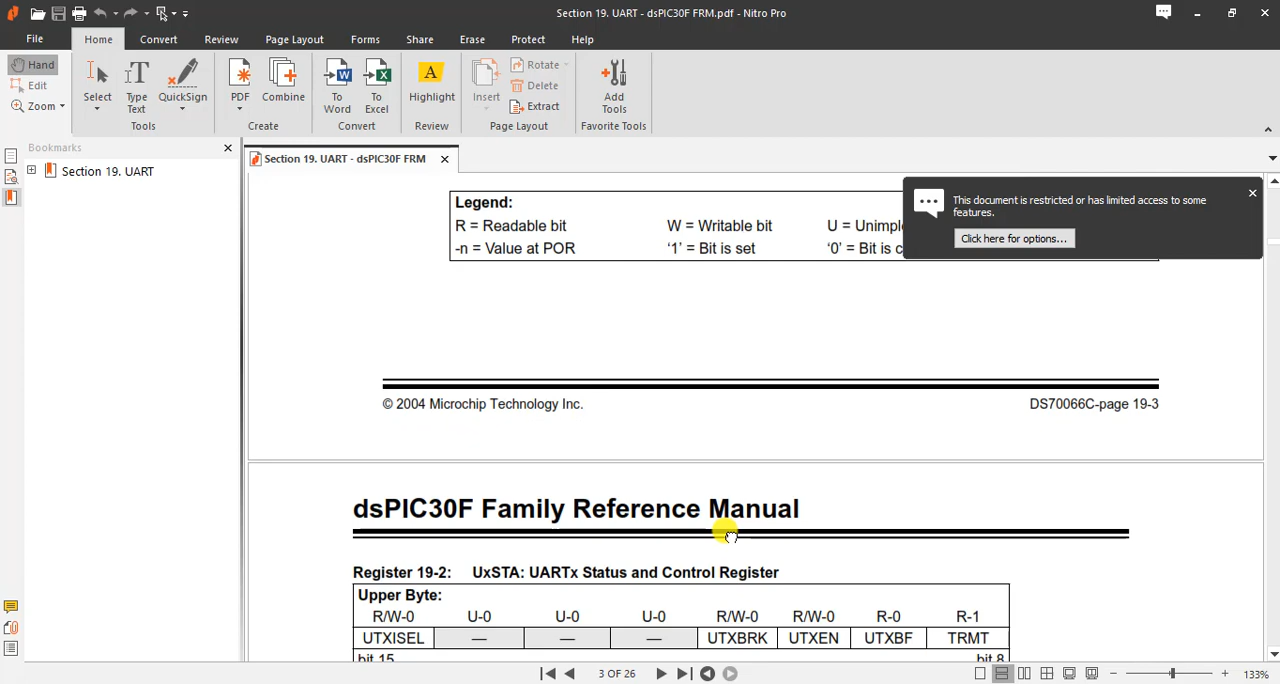 Section 19. UART - dsPIC30F FRM.pdf - Nitro Pro
File Home Convert Review Page Layout Forms Share Erase Protect Help
Hand
Edit
Zoom
Select
Type Text
QuickSign
Tools
PDF
Combine
Create
To Word
To Excel
Convert
Highlight
Review
Insert
Rotate
Delete
Extract
Page Layout
Add Tools
Favorite Tools
Bookmarks
Section 19. UART
Section 19. UART - dsPIC30F FRM
This document is restricted or has limited access to some
features.
Click here for options...
Legend:
R = Readable bit W = Writable bit U = Unimple
-n = Value at POR '1' = Bit is set '0' = Bit is c
© 2004 Microchip Technology Inc. DS70066C-page 19-3
dsPIC30F Family Reference Manual
Register 19-2: UxSTA: UARTx Status and Control Register
Upper Byte:
R/W-0 U-0 U-0 U-0 R/W-0 R/W-0 R-0 R-1
UTXISEL — — — UTXBRK UTXEN UTXBF TRMT
bit 15 bit 8
3 OF 26
133%